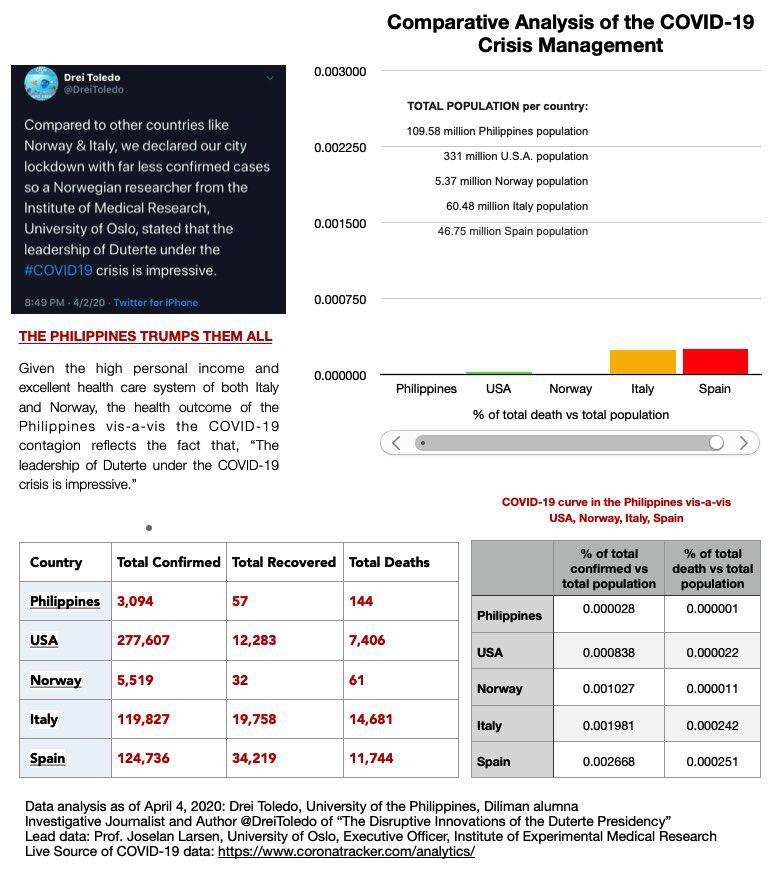 Comparative Analysis of the COVID-19
Crisis Management
Drei Toledo
@DreiToledo
Compared to other countries like
Norway & Italy, we declared our city
lockdown with far less confirmed cases
so a Norwegian researcher from the
Institute of Medical Research,
University of Oslo, stated that the
leadership of Duterte under the
#COVID19 crisis is impressive.
8:49 PM · 4/2/20 · Twitter for iPhone
THE PHILIPPINES TRUMPS THEM ALL
Given the high personal income and
excellent health care system of both Italy
and Norway, the health outcome of the
Philippines vis-a-vis the COVID-19
contagion reflects the fact that, “The
leadership of Duterte under the COVID-19
crisis is impressive.”
0.003000
0.002250
0.001500
0.000750
0.000000
TOTAL POPULATION per country:
109.58 million Philippines population
331 million U.S.A. population
5.37 million Norway population
60.48 million Italy population
46.75 million Spain population
Philippines USA Norway Italy Spain
% of total death vs total population
COVID-19 curve in the Philippines vis-a-vis
USA, Norway, Italy, Spain
Country Total Confirmed Total Recovered Total Deaths
Philippines 3,094 57 144
USA 277,607 12,283 7,406
Norway 5,519 32 61
Italy 119,827 19,758 14,681
Spain 124,736 34,219 11,744
% of total confirmed vs total population % of total death vs total population
Philippines 0.000028 0.000001
USA 0.000838 0.000022
Norway 0.001027 0.000011
Italy 0.001981 0.000242
Spain 0.002668 0.000251
Data analysis as of April 4, 2020: Drei Toledo, University of the Philippines, Diliman alumna
Investigative Journalist and Author @DreiToledo of “The Disruptive Innovations of the Duterte Presidency”
Lead data: Prof. Joselan Larsen, University of Oslo, Executive Officer, Institute of Experimental Medical Research
Live Source of COVID-19 data: https://www.coronatracker.com/analytics/